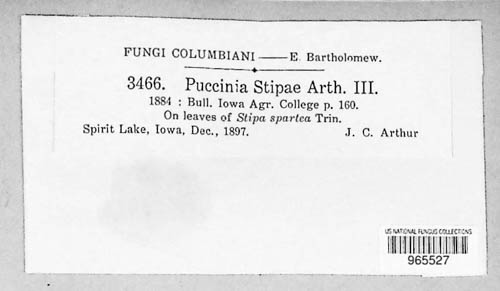 FUNGI COLUMBIANI — E. Bartholomew.
3466. Puccinia Stipae Arth. III.
1884 : Bull. Iowa Agr. College p. 160.
On leaves of Stipa spartea Trin.
Spirit Lake, Iowa, Dec., 1897. J. C. Arthur
US NATIONAL FUNGUS COLLECTIONS
965527